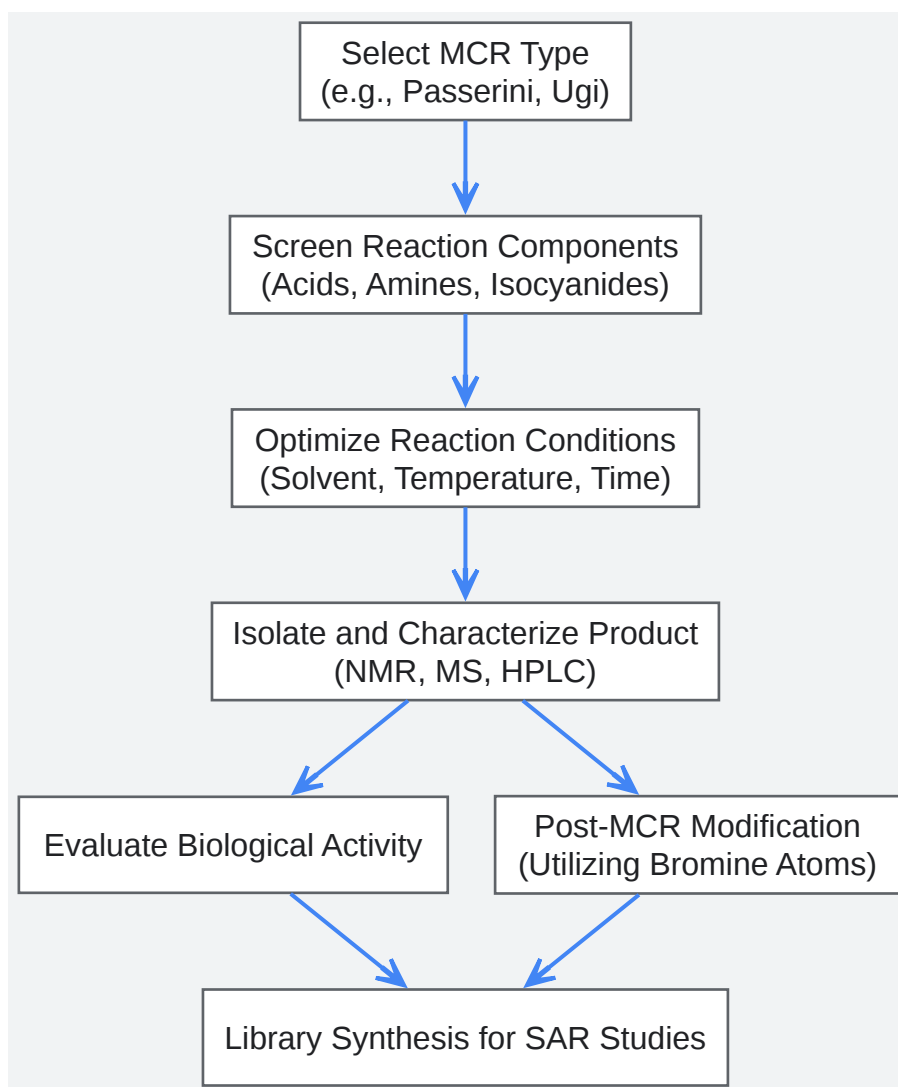 Select MCR Type
(e.g., Passerini, Ugi)
Screen Reaction Components
(Acids, Amines, Isocyanides)
Optimize Reaction Conditions
(Solvent, Temperature, Time)
Isolate and Characterize Product
(NMR, MS, HPLC)
Evaluate Biological Activity
Post-MCR Modification
(Utilizing Bromine Atoms)
Library Synthesis for SAR Studies